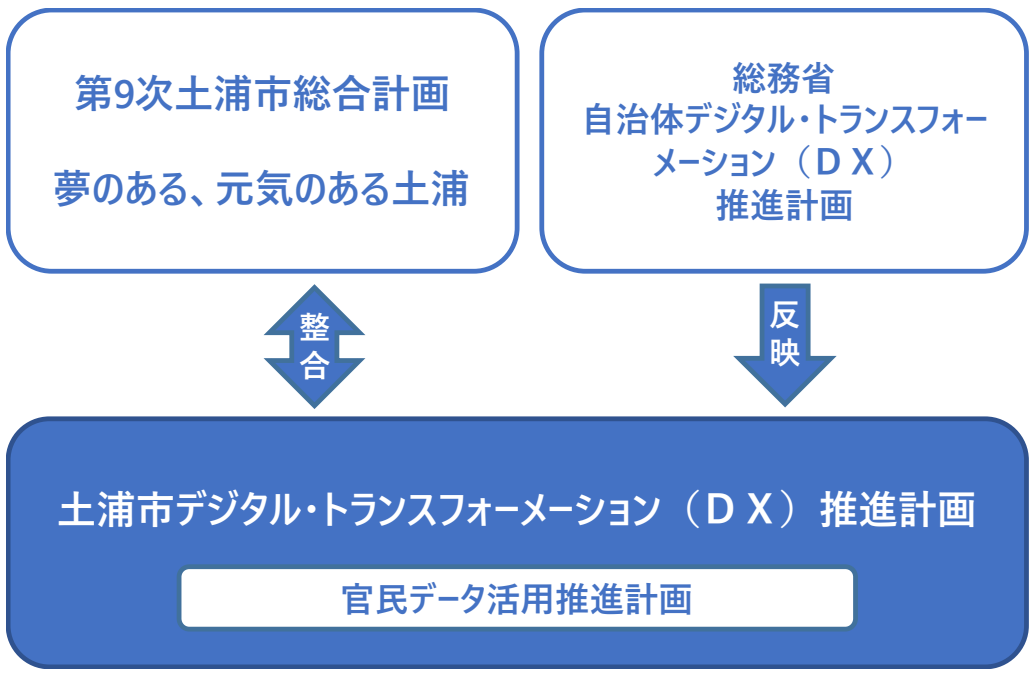 第9次土浦市総合計画
夢のある、元気のある土浦
総務省
自治体デジタル・トランスフォー
メーション（ＤＸ）
推進計画
整
合
反
映
土浦市デジタル・トランスフォーメーション（ＤＸ）推進計画
官民データ活用推進計画